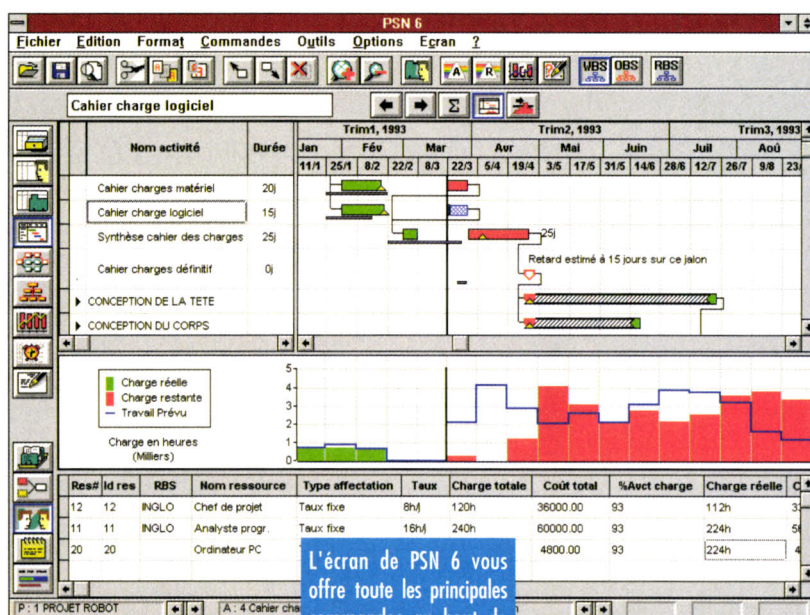 PSN 6
Fichier Edition Format Commandes Outils Options Ecran ?
A R WBS OBS RBS
Cahier charge logiciel Σ
Trim1, 1993 Trim2, 1993 Trim3, 1993
Nom activité Durée Jan Fév Mar Avr Mai Juin Juil Aoû
11/1 25/1 8/2 22/2 8/3 22/3 5/4 19/4 3/5 17/5 31/5 14/6 28/6 12/7 26/7 9/8
Cahier charges matériel 20j
Cahier charge logiciel 15j
Synthèse cahier des charges 25j 25j
Retard estimé à 15 jours sur ce jalon
Cahier charges définitif 0j
CONCEPTION DE LA TETE
CONCEPTION DU CORPS
Charge réelle
Charge restante
Travail Prévu
Charge en heures
(Milliers)
5
4
3
2
1
0
Res# Id res RBS Nom ressource Type affectation Taux Charge totale Coût total %Avct charge Charge réelle
12 12 INGLO Chef de projet Taux fixe 8h/j 120h 36000.00 93 112h
11 11 INGLO Analyste progr. Taux fixe 16h/j 240h 60000.00 93 224h
20 20 Ordinateur PC 4800.00 93 224h
L'écran de PSN 6 vous
offre toute les principales
P : 1 PROJET ROBOT A : 4 Cahier cha